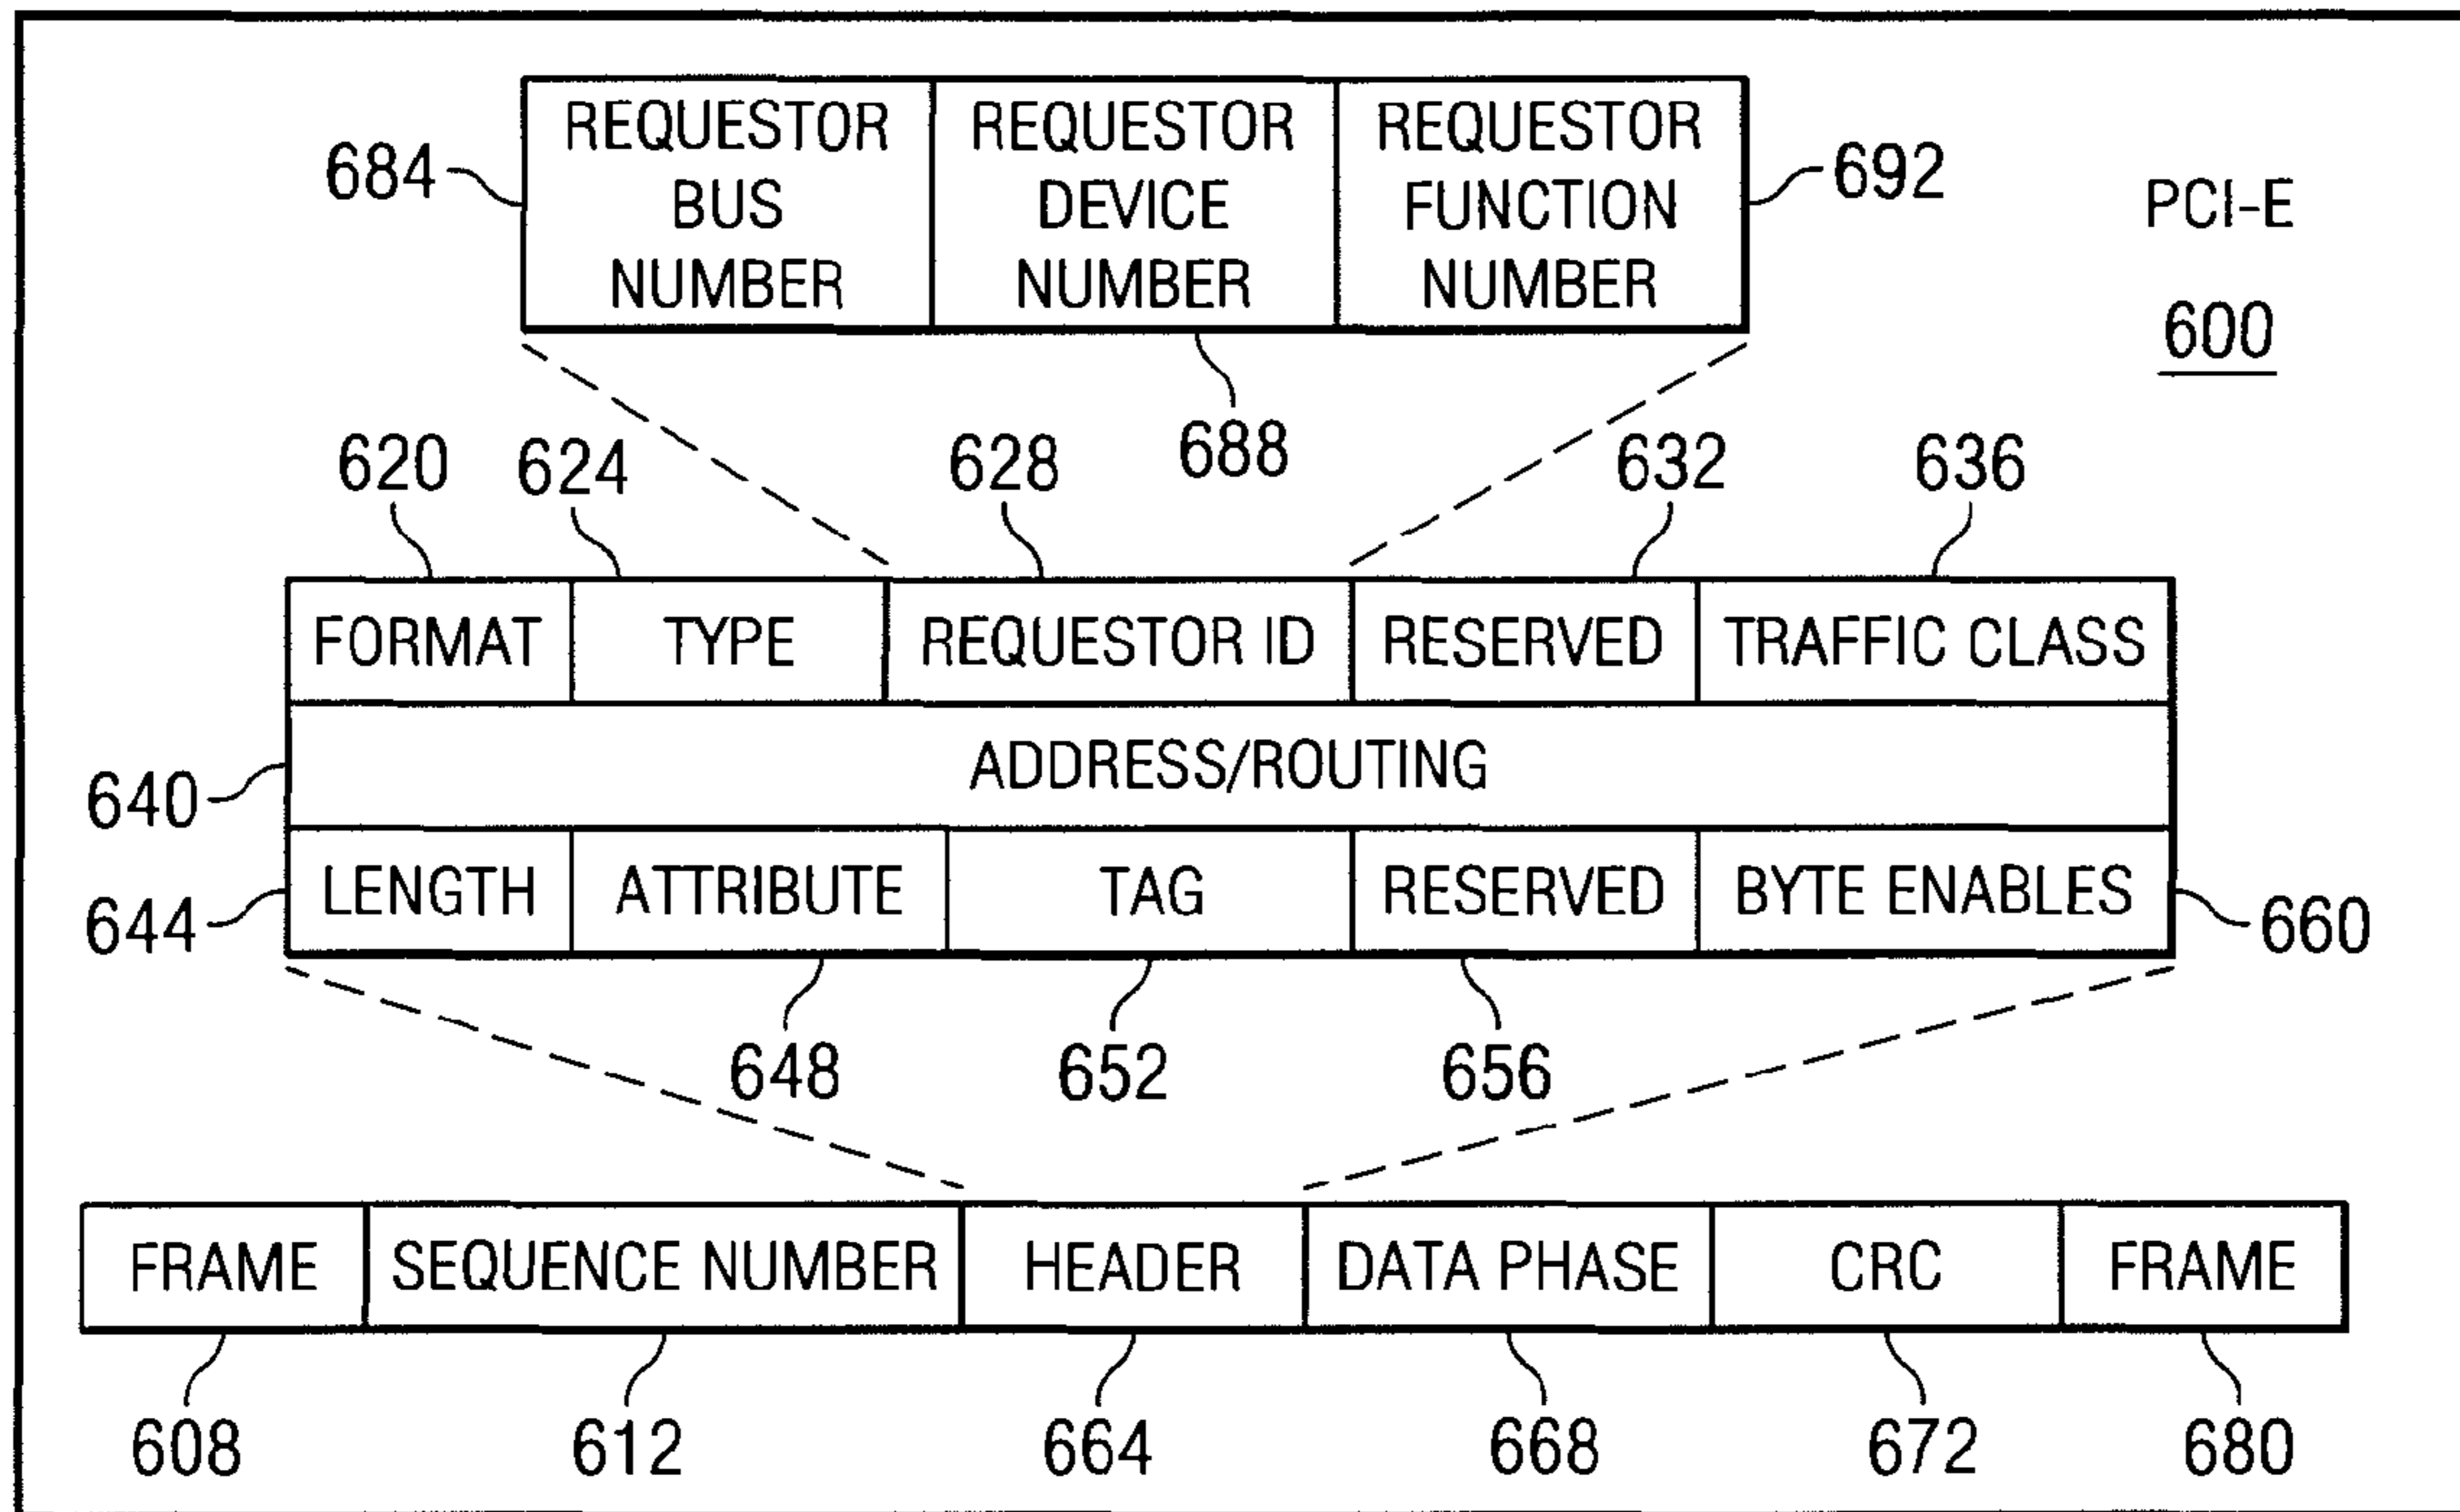 REQUESTOR BUS NUMBER
REQUESTOR DEVICE NUMBER
REQUESTOR FUNCTION NUMBER
684
692
PCI-E
600
688
620
624
628
632
636
FORMAT
TYPE
REQUESTOR ID
RESERVED
TRAFFIC CLASS
640
ADDRESS/ROUTING
644
LENGTH
ATTRIBUTE
TAG
RESERVED
BYTE ENABLES
660
648
652
656
FRAME
SEQUENCE NUMBER
HEADER
DATA PHASE
CRC
FRAME
608
612
664
668
672
680